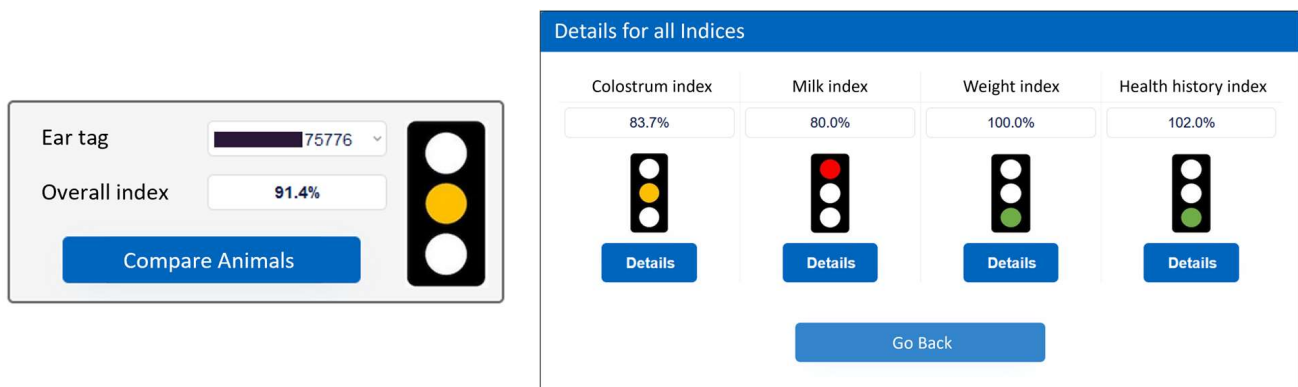 Ear tag
75776
Overall index
91.4%
Compare Animals
Details for all Indices
Colostrum index Milk index Weight index Health history index
83.7% 80.0% 100.0% 102.0%
Details Details Details Details
Go Back